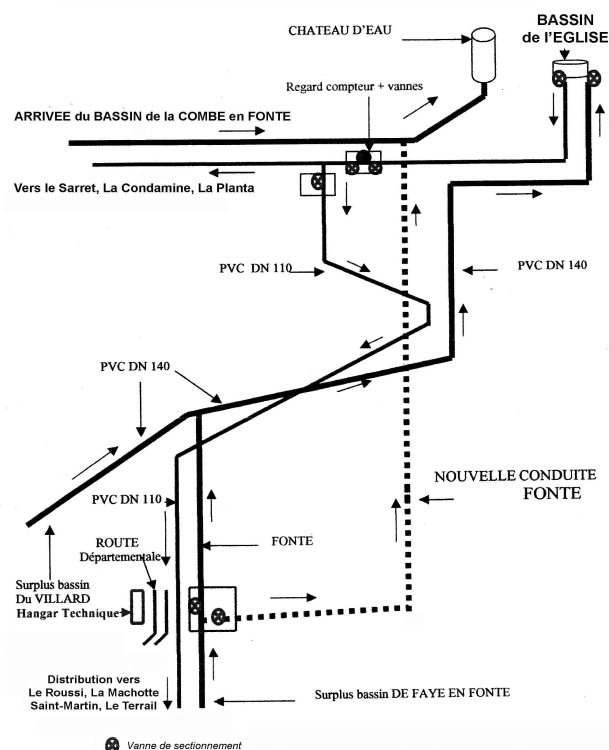 CHATEAU D'EAU
BASSIN
de l'EGLISE
Regard compteur + vannes
ARRIVEE du BASSIN de la COMBE en FONTE
Vers le Sarret, La Condamine, La Planta
PVC DN 110
PVC DN 140
PVC DN 140
NOUVELLE CONDUITE
FONTE
PVC DN 110
ROUTE
Départementale
FONTE
Surplus bassin
Du VILLARD
Hangar Technique
Distribution vers
Le Roussi, La Machotte
Saint-Martin, Le Terrail
Surplus bassin DE FAYE EN FONTE
Vanne de sectionnement